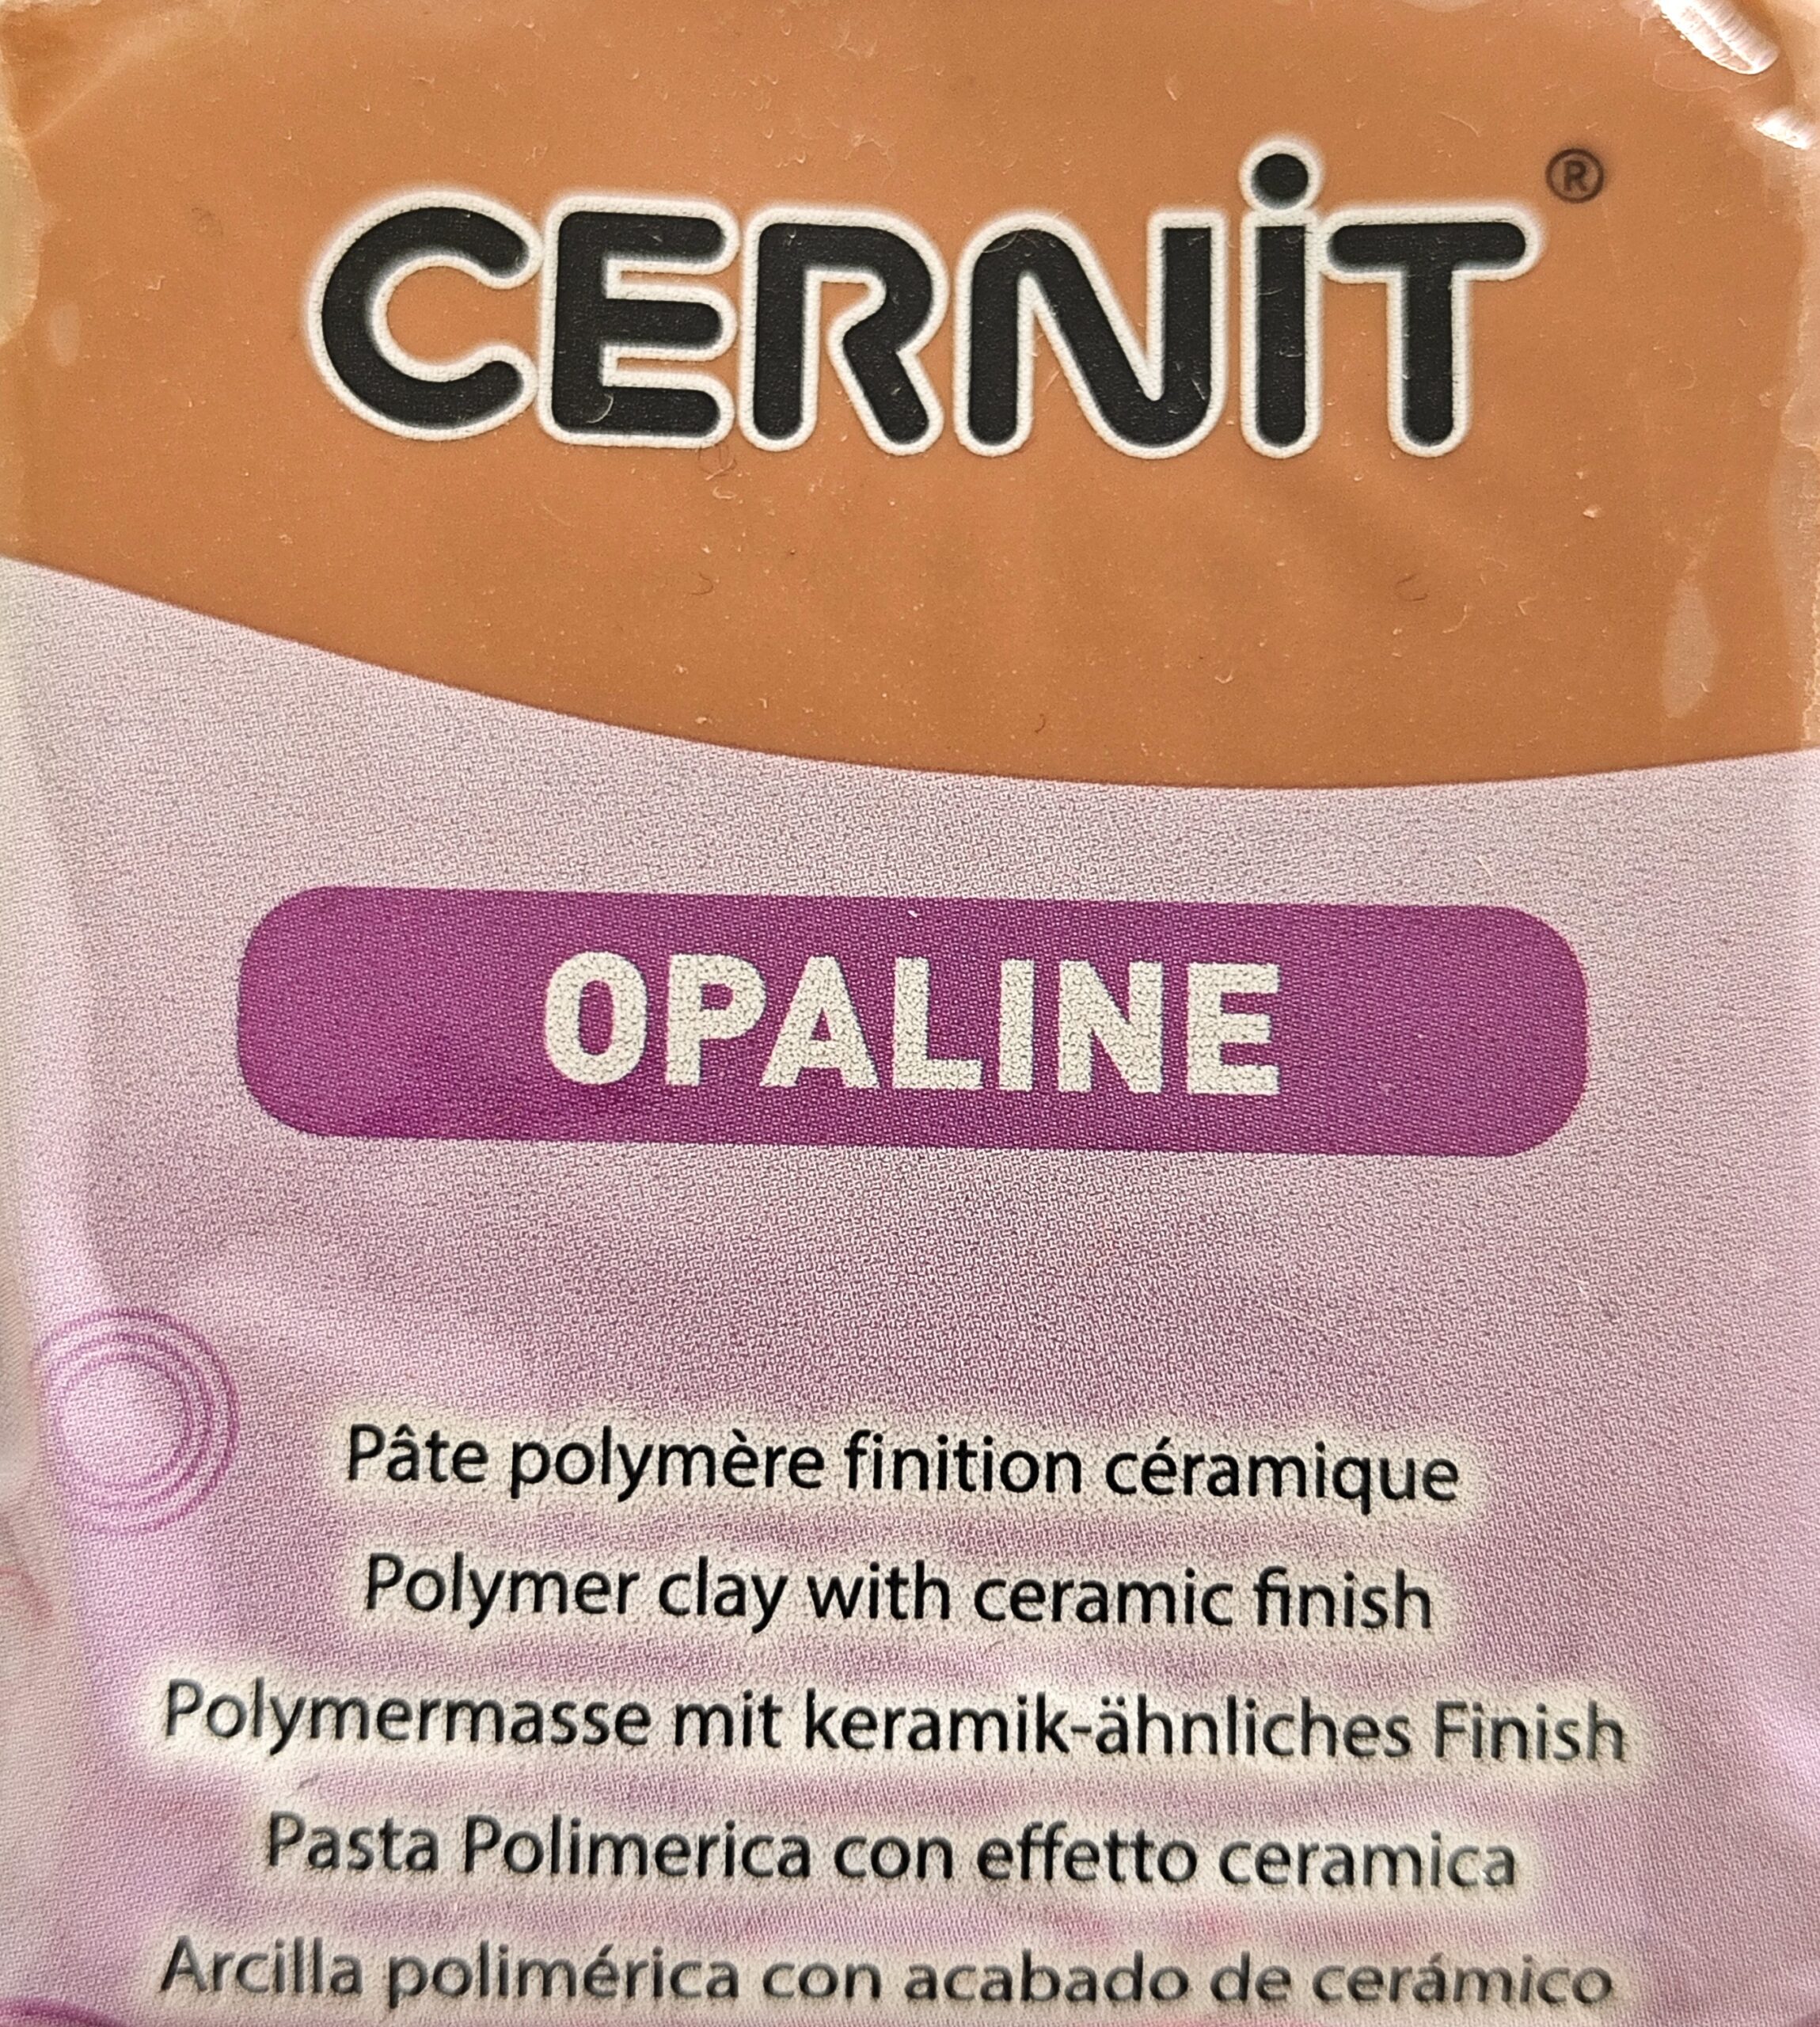 CERNiT®
OPALINE
Pâte polymère finition céramique
Polymer clay with ceramic finish
Polymermasse mit keramik-ähnliches Finish
Pasta Polimerica con effetto ceramica
Arcilla polimérica con acabado de cerámico